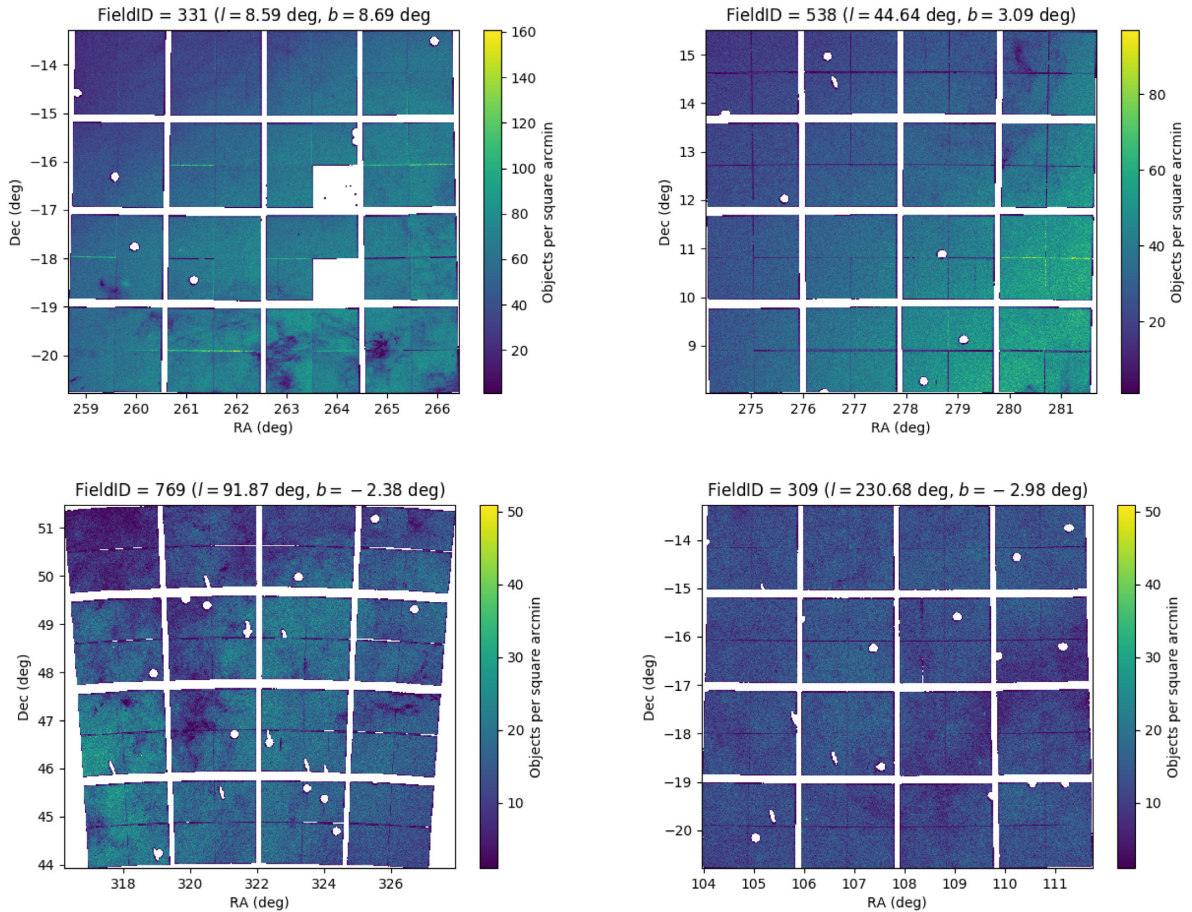 FieldID = 331 (l = 8.59 deg, b = 8.69 deg
−14
−15
−16
−17
−18
−19
−20
Dec (deg)
259 260 261 262 263 264 265 266
RA (deg)
160
140
120
100
80
60
40
20
Objects per square arcmin
FieldID = 538 (l = 44.64 deg, b = 3.09 deg)
15
14
13
12
11
10
9
Dec (deg)
275 276 277 278 279 280 281
RA (deg)
80
60
40
20
Objects per square arcmin
FieldID = 769 (l = 91.87 deg, b = −2.38 deg)
51
50
49
48
47
46
45
44
Dec (deg)
318 320 322 324 326
RA (deg)
50
40
30
20
10
Objects per square arcmin
FieldID = 309 (l = 230.68 deg, b = −2.98 deg)
−14
−15
−16
−17
−18
−19
−20
Dec (deg)
104 105 106 107 108 109 110 111
RA (deg)
50
40
30
20
10
Objects per square arcmin